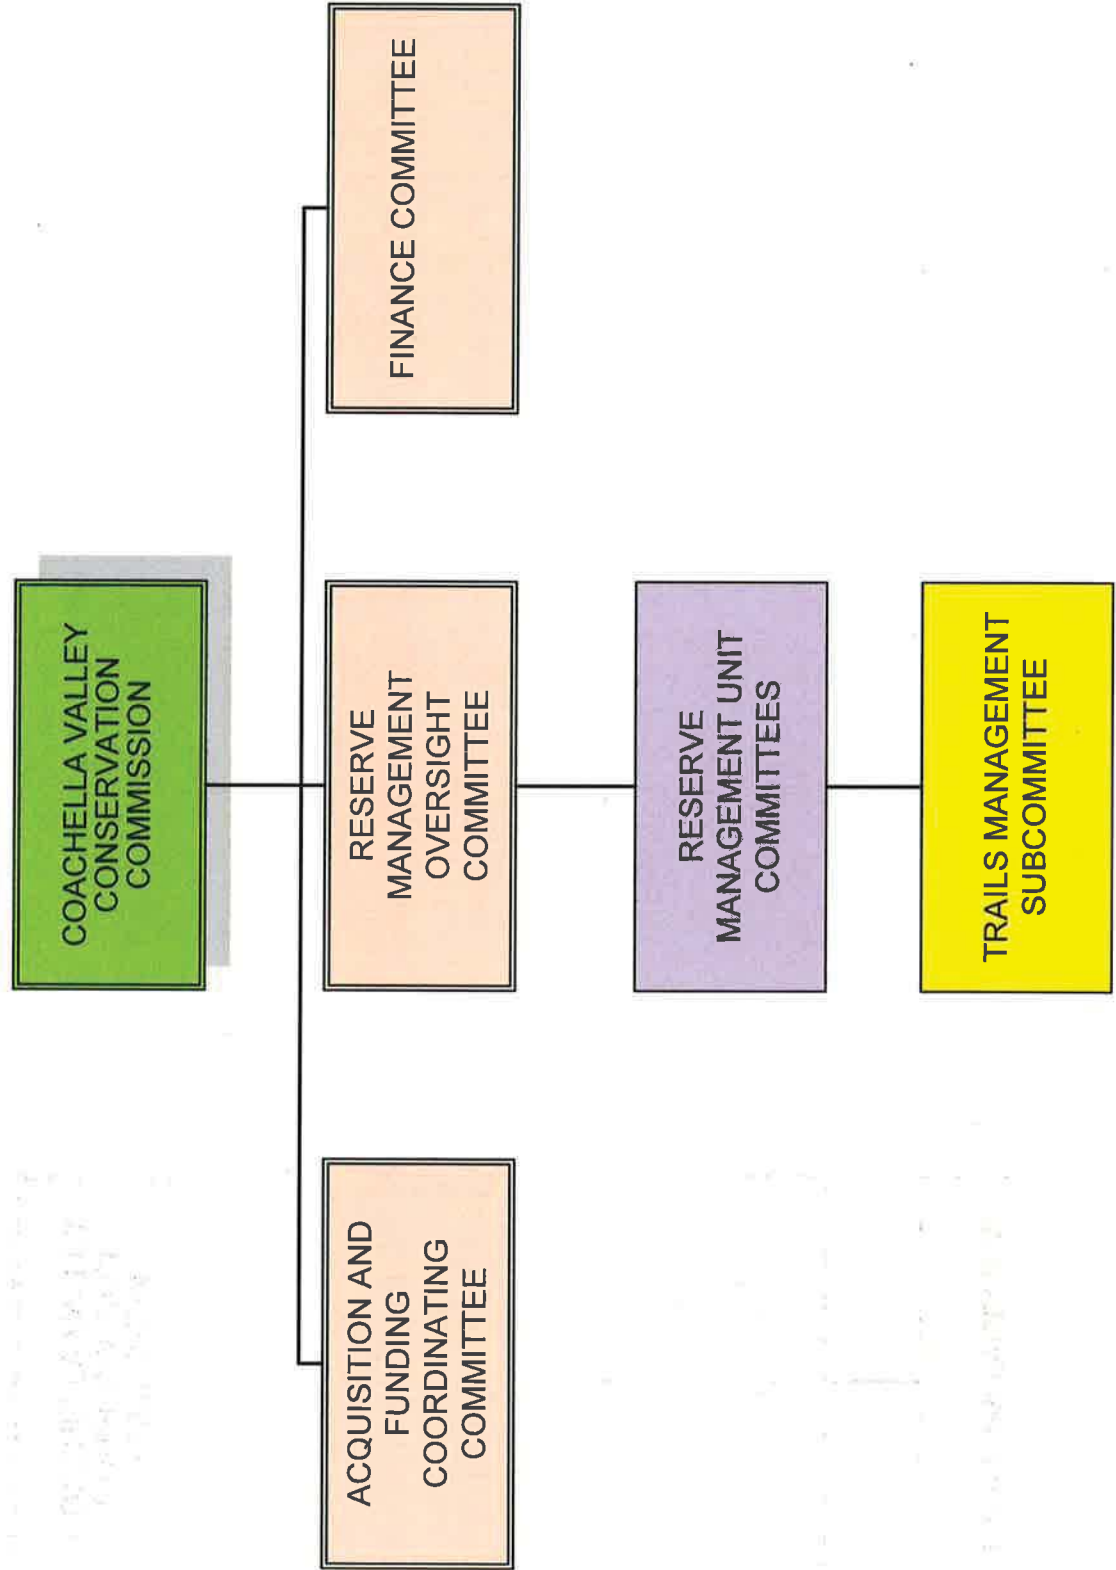 COACHELLA VALLEY
CONSERVATION
COMMISSION
ACQUISITION AND
FUNDING
COORDINATING
COMMITTEE
RESERVE
MANAGEMENT
OVERSIGHT
COMMITTEE
FINANCE COMMITTEE
RESERVE
MANAGEMENT UNIT
COMMITTEES
TRAILS MANAGEMENT
SUBCOMMITTEE